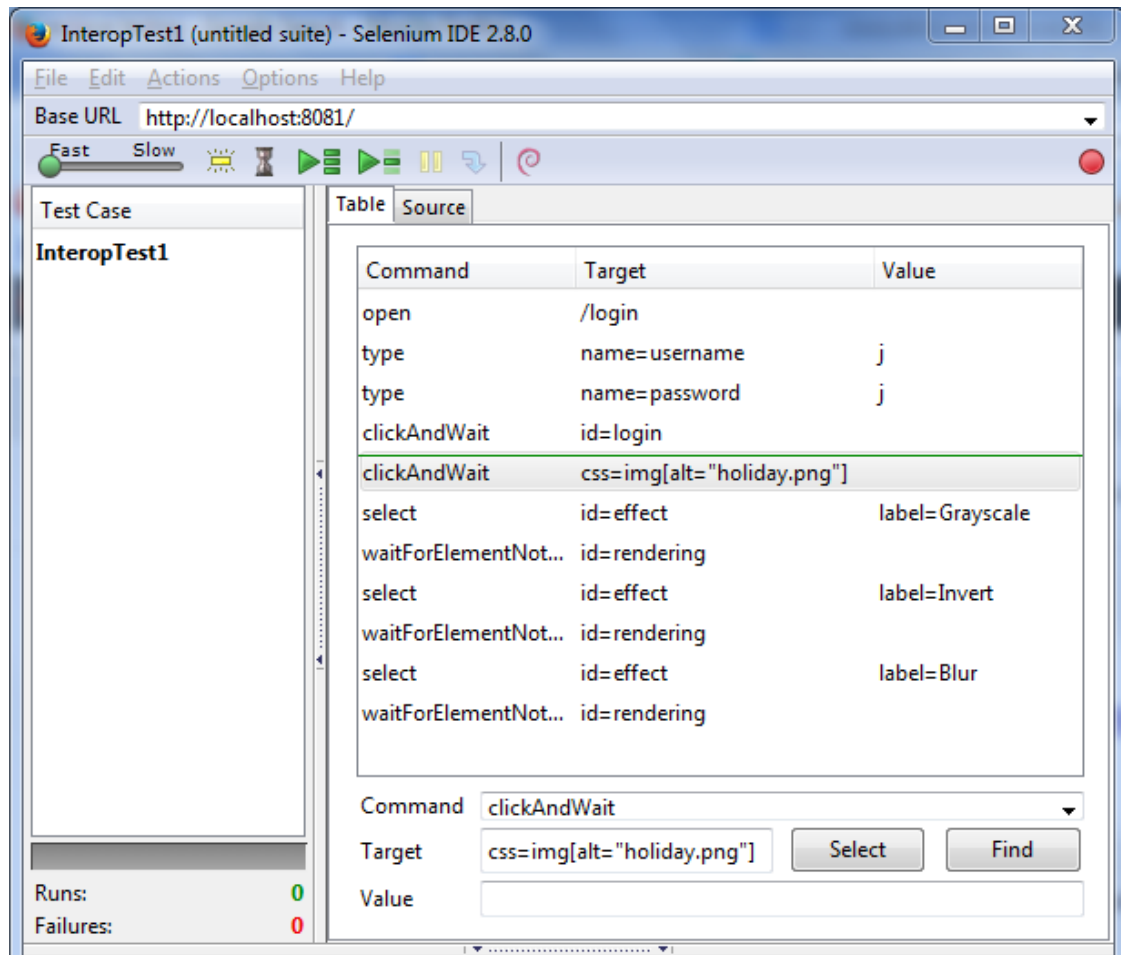 InteropTest1 (untitled suite) - Selenium IDE 2.8.0
File Edit Actions Options Help
Base URL http://localhost:8081/
Fast Slow
Test Case
InteropTest1
Runs: 0
Failures: 0
Table Source
Command Target Value
open /login
type name=username j
type name=password j
clickAndWait id=login
clickAndWait css=img[alt="holiday.png"]
select id=effect label=Grayscale
waitForElementNot... id=rendering
select id=effect label=Invert
waitForElementNot... id=rendering
select id=effect label=Blur
waitForElementNot... id=rendering
Command clickAndWait
Target css=img[alt="holiday.png"] Select Find
Value